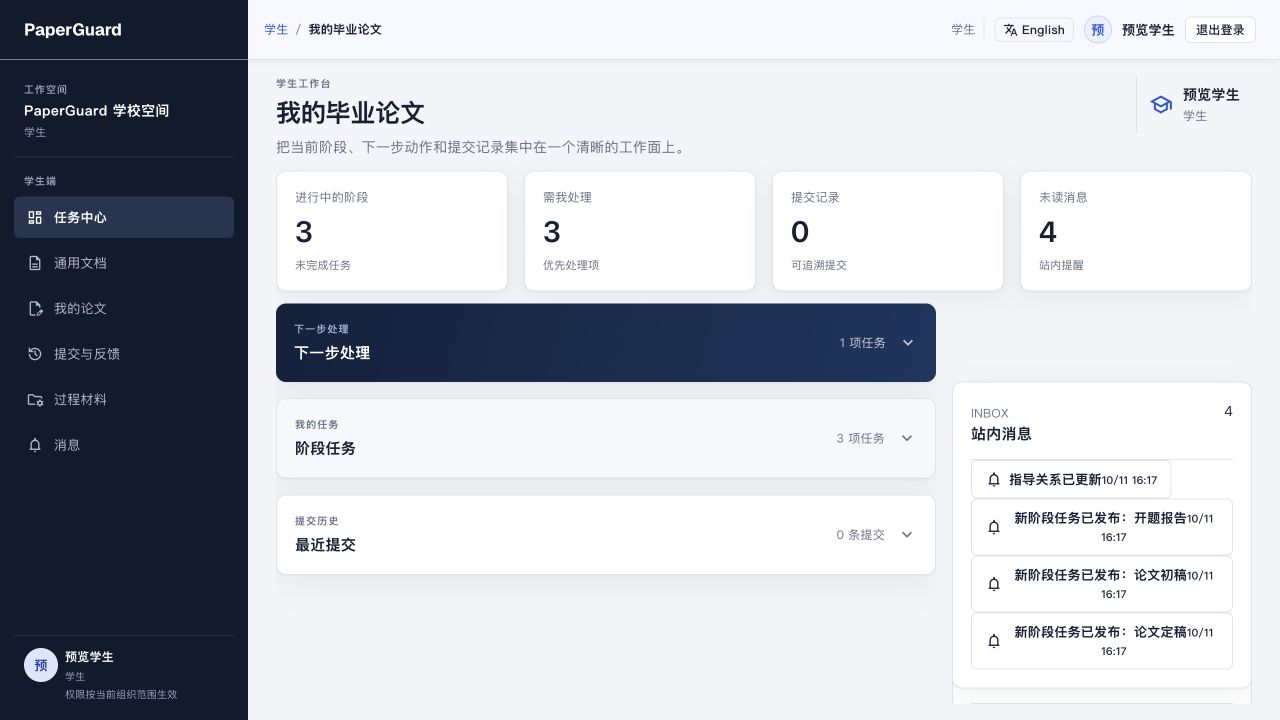 PaperGuard
工作空间
PaperGuard 学校空间
学生
学生端
任务中心
通用文档
我的论文
提交与反馈
过程材料
消息
预
预览学生
学生
权限按当前组织范围生效
学生 / 我的毕业论文
学生
English
预
预览学生
退出登录
学生工作台
我的毕业论文
把当前阶段、下一步动作和提交记录集中在一个清晰的工作面上。
预览学生
学生
进行中的阶段
3
未完成任务
需我处理
3
优先处理项
提交记录
0
可追溯提交
未读消息
4
站内提醒
下一步处理
下一步处理
1 项任务
我的任务
阶段任务
3 项任务
提交历史
最近提交
0 条提交
INBOX
站内消息
4
指导关系已更新10/11 16:17
新阶段任务已发布：开题报告10/11
16:17
新阶段任务已发布：论文初稿10/11
16:17
新阶段任务已发布：论文定稿10/11
16:17